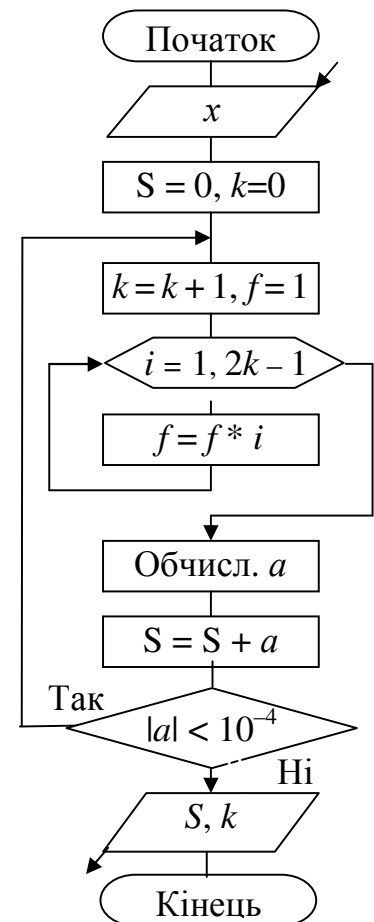 Початок
x
S = 0, k=0
k = k + 1, f = 1
i = 1, 2k – 1
f = f * i
Обчисл. a
S = S + a
Так
|a| < 10⁻⁴
Ні
S, k
Кінець